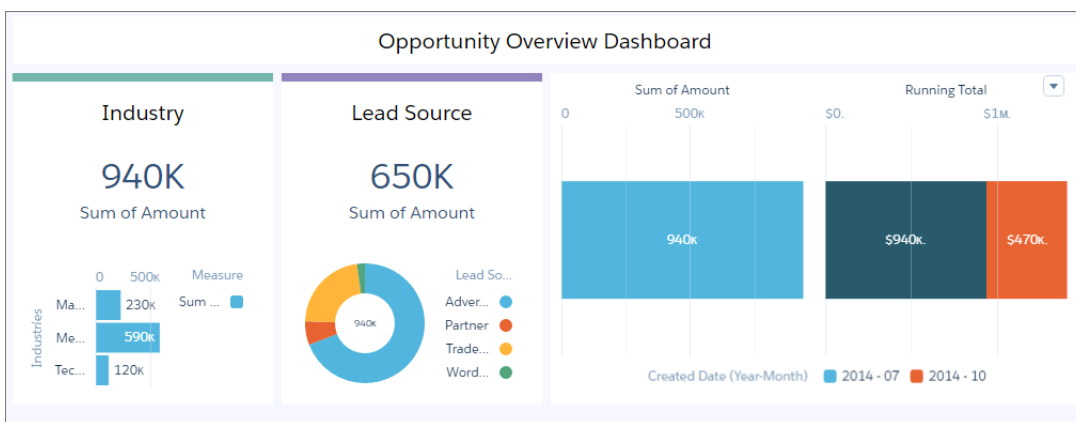 Opportunity Overview Dashboard
Industry
940K
Sum of Amount
0 500K Measure
Sum ...
Industries
Ma... 230K
Me... 590K
Tec... 120K
Lead Source
650K
Sum of Amount
940K
Lead So...
Adver...
Partner
Trade...
Word...
Sum of Amount
0 500K
940K
Running Total
$0. $1M.
$940K. $470K.
Created Date (Year-Month) 2014 - 07 2014 - 10